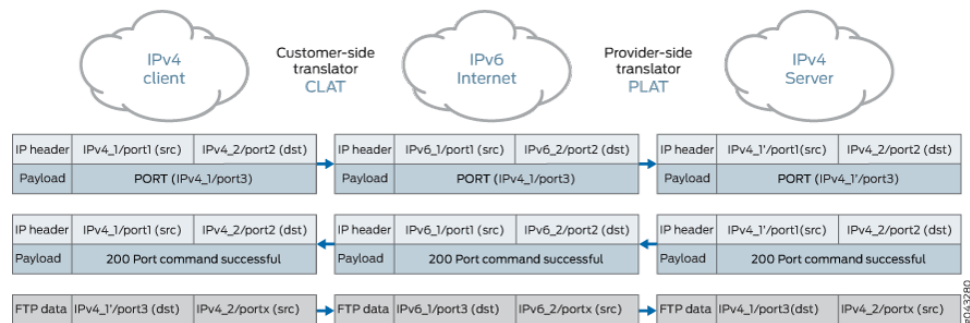 IPv4
client
Customer-side
translator
CLAT
IPv6
Internet
Provider-side
translator
PLAT
IPv4
Server
IP header IPv4_1/port1 (src) IPv4_2/port2 (dst) IP header IPv6_1/port1 (src) IPv6_2/port2 (dst) IP header IPv4_1'/port1(src) IPv4_2/port2 (dst)
Payload PORT (IPv4_1/port3) Payload PORT (IPv4_1/port3) Payload PORT (IPv4_1'/port3)
IP header IPv4_1/port1 (src) IPv4_2/port2 (dst) IP header IPv6_1/port1 (src) IPv6_2/port2 (dst) IP header IPv4_1'/port1(src) IPv4_2/port2 (dst)
Payload 200 Port command successful Payload 200 Port command successful Payload 200 Port command successful
FTP data IPv4_1'/port3 (dst) IPv4_2/portx (src) FTP data IPv6_1/port3 (dst) IPv6_2/portx (src) FTP data IPv4_1/port3(dst) IPv4_2/portx (src)
g043280